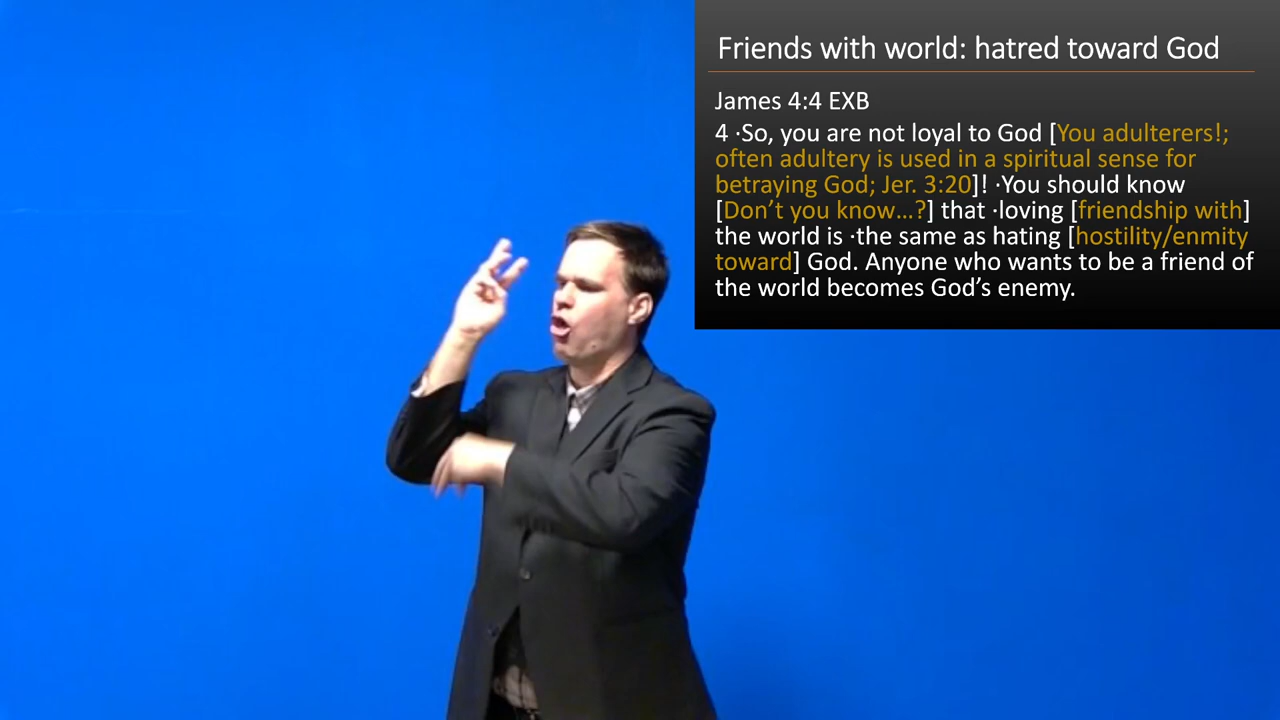 Friends with world: hatred toward God
James 4:4 EXB
4 ·So, you are not loyal to God [You adulterers!;
often adultery is used in a spiritual sense for
betraying God; Jer. 3:20]! ·You should know
[Don’t you know…?] that ·loving [friendship with]
the world is ·the same as hating [hostility/enmity
toward] God. Anyone who wants to be a friend of
the world becomes God’s enemy.